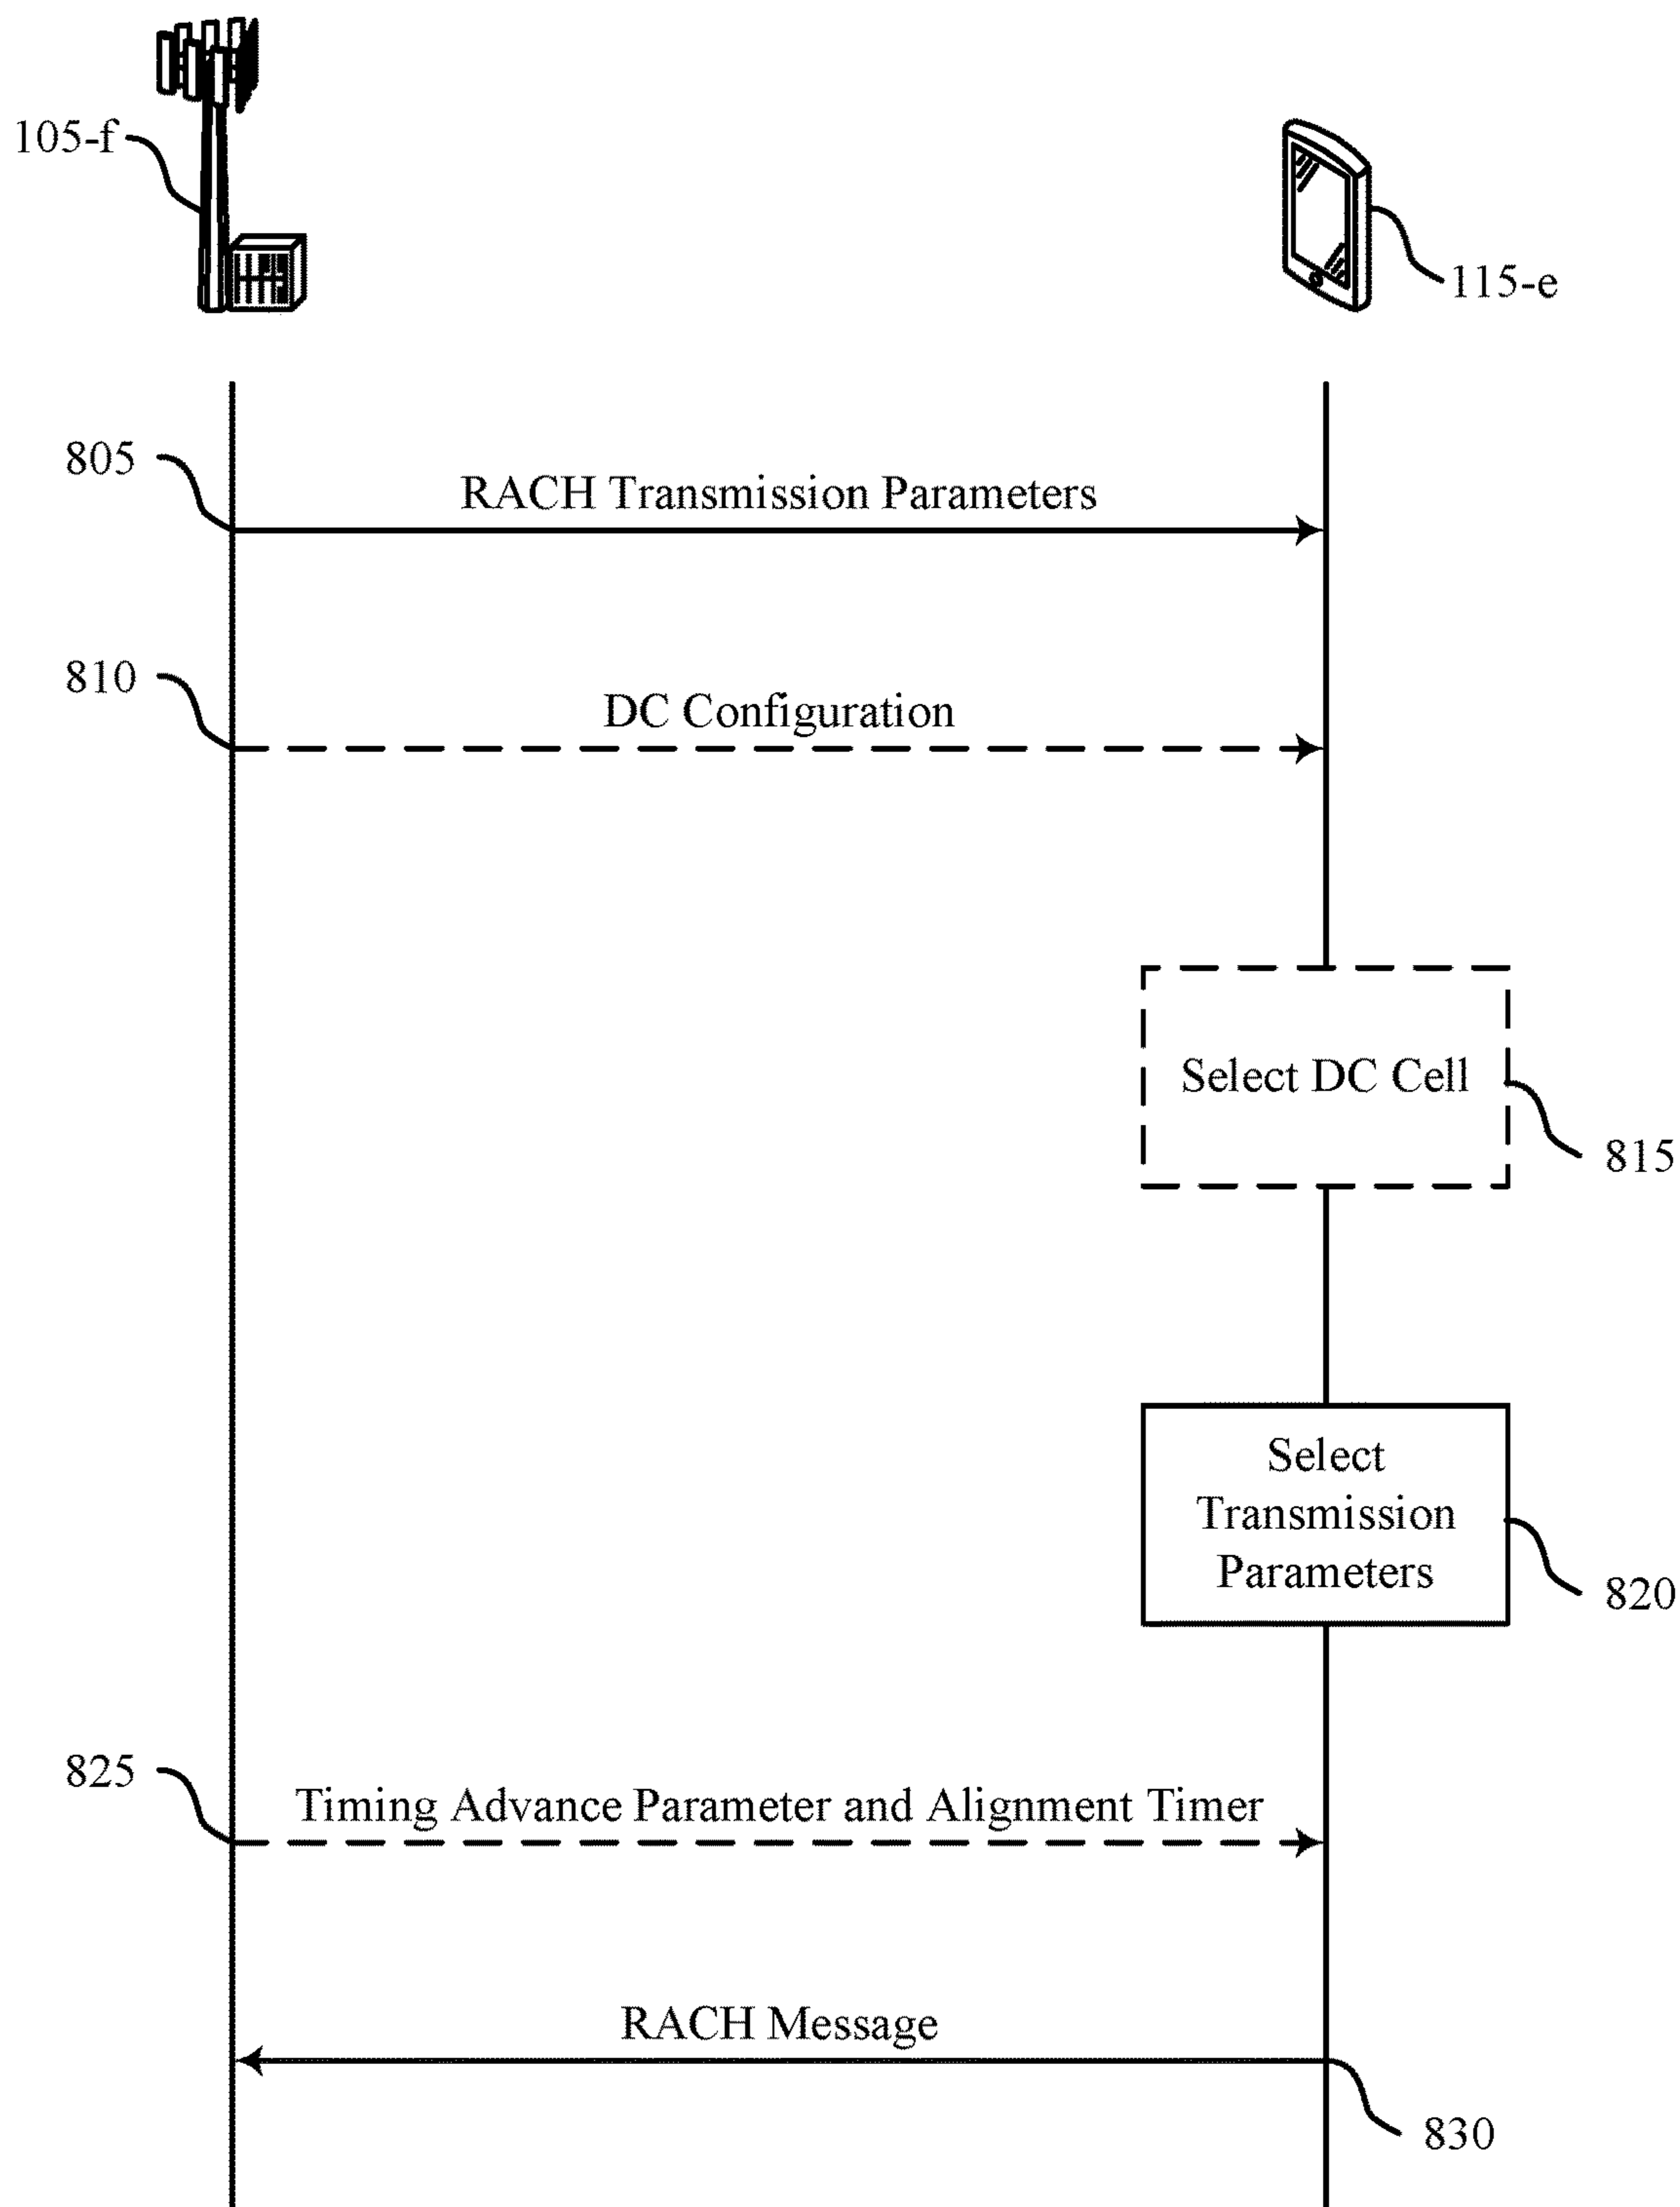 105-f
115-e
805
RACH Transmission Parameters
810
DC Configuration
Select DC Cell
815
Select
Transmission
Parameters
820
825
Timing Advance Parameter and Alignment Timer
RACH Message
830